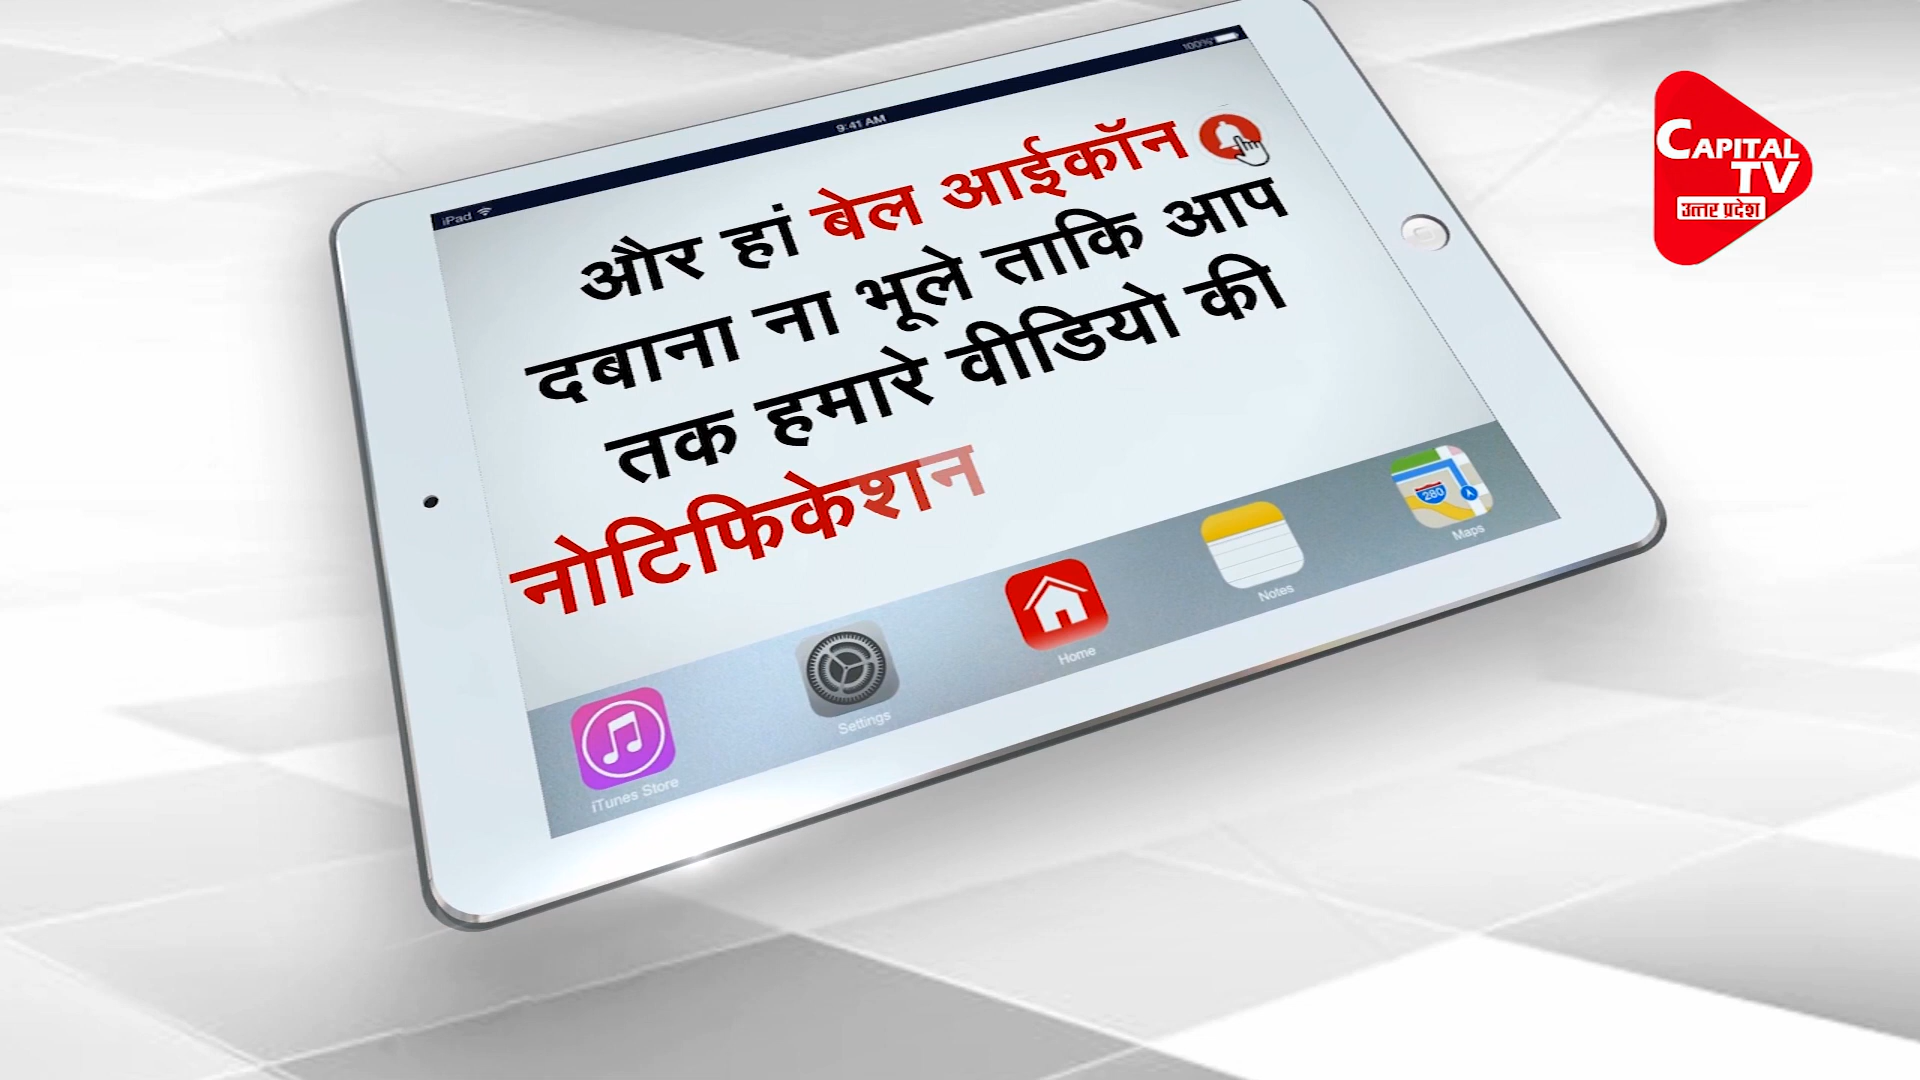 iPad
9:41 AM
100%
और हां बेल आईकॉन
दबाना ना भूले ताकि आप
तक हमारे वीडियो की
नोटिफिकेशन
iTunes Store
Settings
Home
Notes
280
Maps
CAPITAL
TV
उत्तर प्रदेश